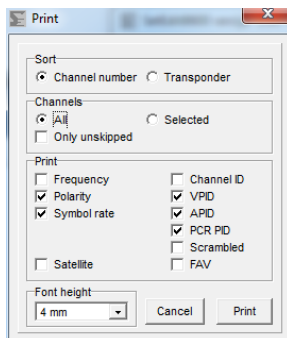 Print
Sort
Channel number Transponder
Channels
All Selected
Only unskipped
Print
Frequency Channel ID
Polarity VPID
Symbol rate APID
PCR PID
Scrambled
Satellite FAV
Font height
4 mm Cancel Print